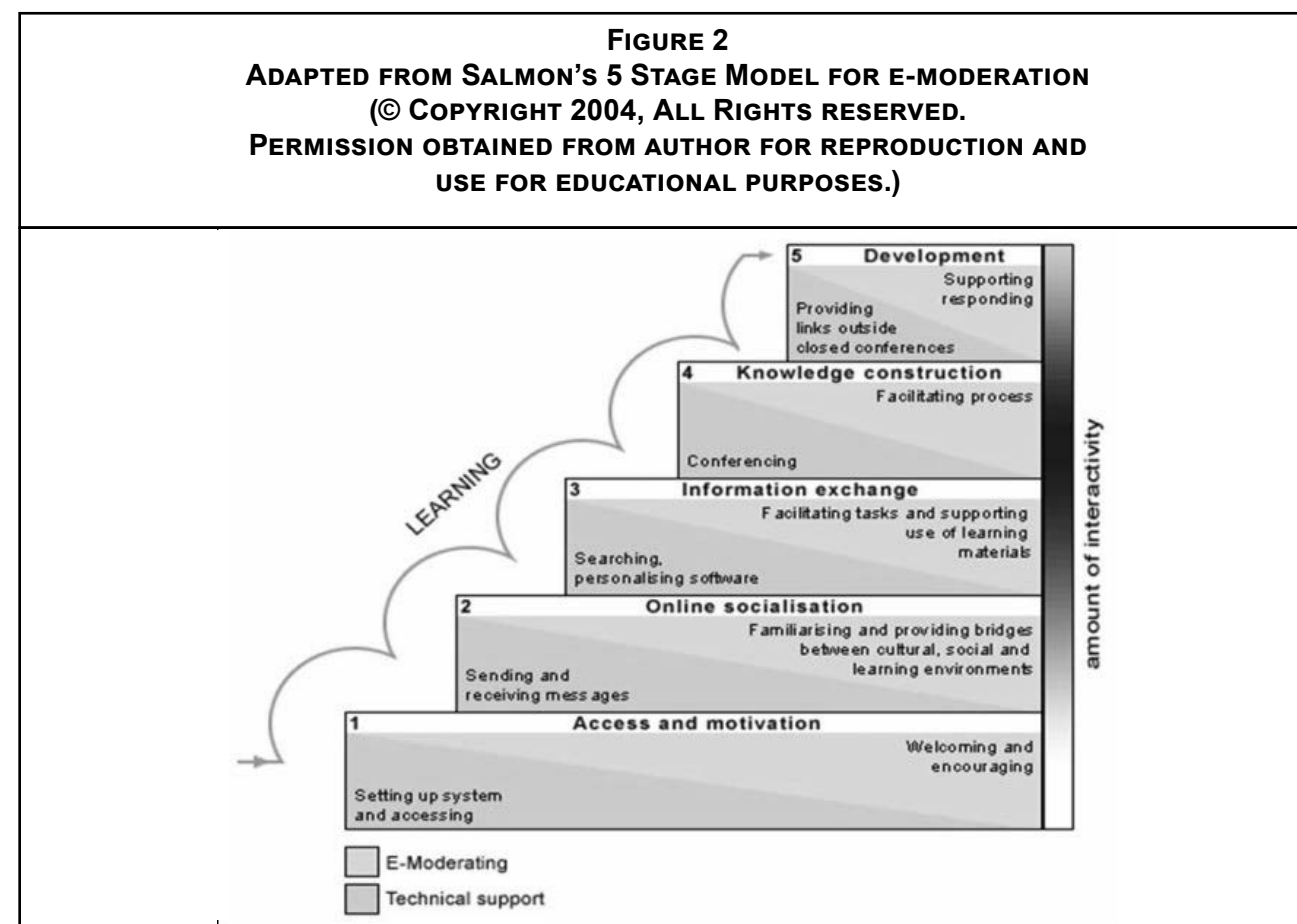 FIGURE 2
ADAPTED FROM SALMON'S 5 STAGE MODEL FOR E-MODERATION
(© COPYRIGHT 2004, ALL RIGHTS RESERVED.
PERMISSION OBTAINED FROM AUTHOR FOR REPRODUCTION AND
USE FOR EDUCATIONAL PURPOSES.)
5 Development
Supporting
responding
Providing
links outside
closed conferences
4 Knowledge construction
Facilitating process
Conferencing
3 Information exchange
Facilitating tasks and supporting
use of learning
materials
Searching,
personalising software
2 Online socialisation
Familiarising and providing bridges
between cultural, social and
learning environments
Sending and
receiving messages
1 Access and motivation
Welcoming and
encouraging
Setting up system
and accessing
LEARNING
amount of interactivity
E-Moderating
Technical support